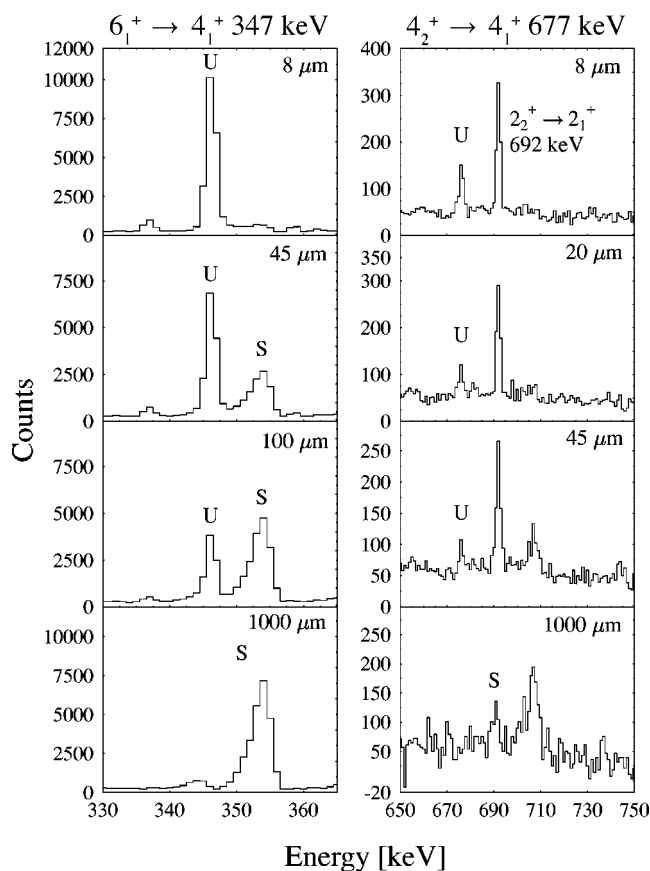 6₁⁺ → 4₁⁺ 347 keV
4₂⁺ → 4₁⁺ 677 keV
12000
10000
7500
5000
2500
0
8 μm
U
400
300
200
100
0
8 μm
U
2₂⁺ → 2₁⁺
692 keV
7500
5000
2500
0
45 μm
U
S
350
300
200
100
0
20 μm
U
Counts
7500
5000
2500
0
100 μm
U
S
250
200
150
100
50
0
45 μm
U
10000
7500
5000
2500
0
1000 μm
S
250
200
150
100
50
-20
1000 μm
S
330 340 350 360
650 670 690 710 730 750
Energy [keV]